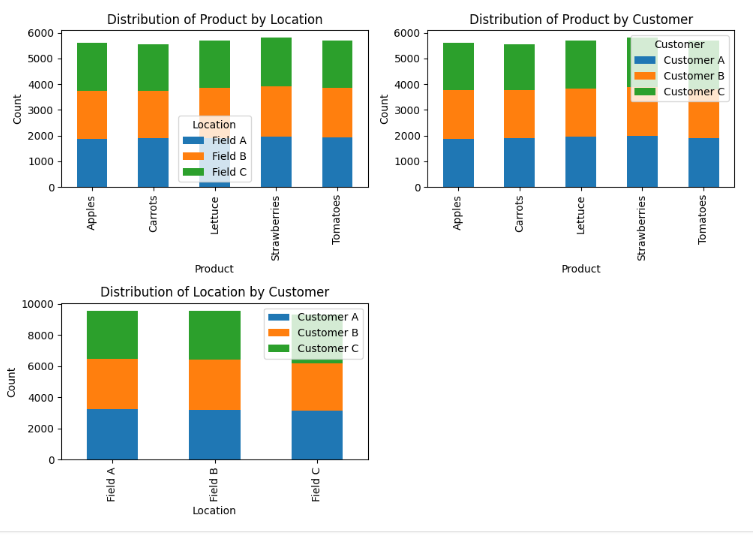 Distribution of Product by Location
6000
5000
4000
3000
2000
1000
0
Count
Location
Field A
Field B
Field C
Apples
Carrots
Lettuce
Strawberries
Tomatoes
Product
Distribution of Product by Customer
6000
5000
4000
3000
2000
1000
0
Count
Customer
Customer A
Customer B
Customer C
Apples
Carrots
Lettuce
Strawberries
Tomatoes
Product
Distribution of Location by Customer
10000
8000
6000
4000
2000
0
Count
Customer A
Customer B
Customer C
Field A
Field B
Field C
Location